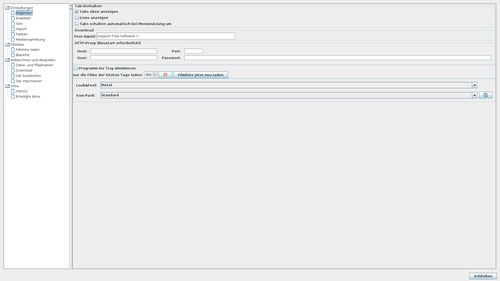 Einstellungen
Allgemein
Erweitert
Geo
Import
Farben
Mediensammlung
Filmliste
Filmliste laden
Blacklist
Aufzeichnen und Abspielen
Datei- und Pfadnamen
Download
Set bearbeiten
Set importieren
Infos
History
Erledigte Abos
Tab-Verhalten
Tabs oben anzeigen
Icons anzeigen
Tabs schalten automatisch bei Menünutzung um
Download
User-Agent: Support Free Software :)
HTTP-Proxy (Neustart erforderlich!)
Host: Port:
User: Passwort:
Programm ins Tray minimieren
nur die Filme der letzten Tage laden: Filmliste jetzt neu laden
Look&Feel: Metal
Icon-Pack: Standard
Schließen